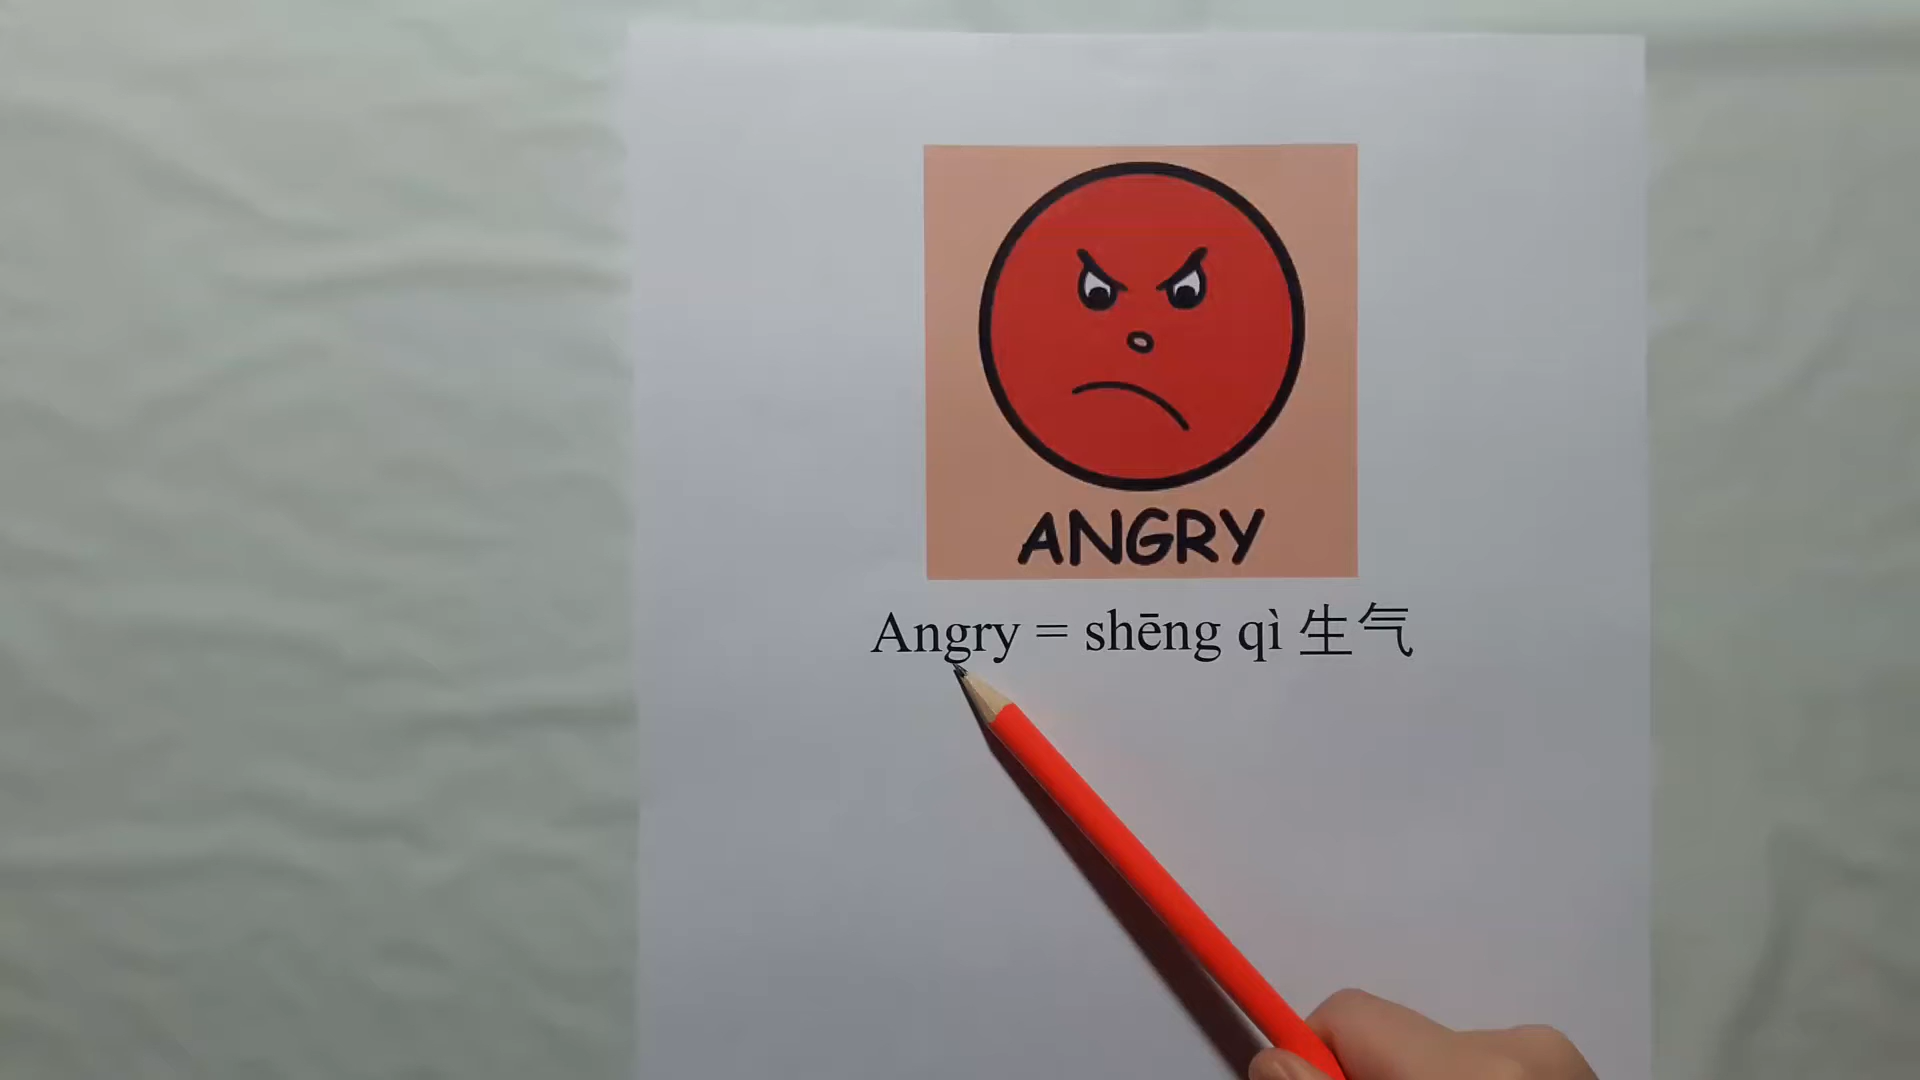 ANGRY
Angry = shēng qì 生气